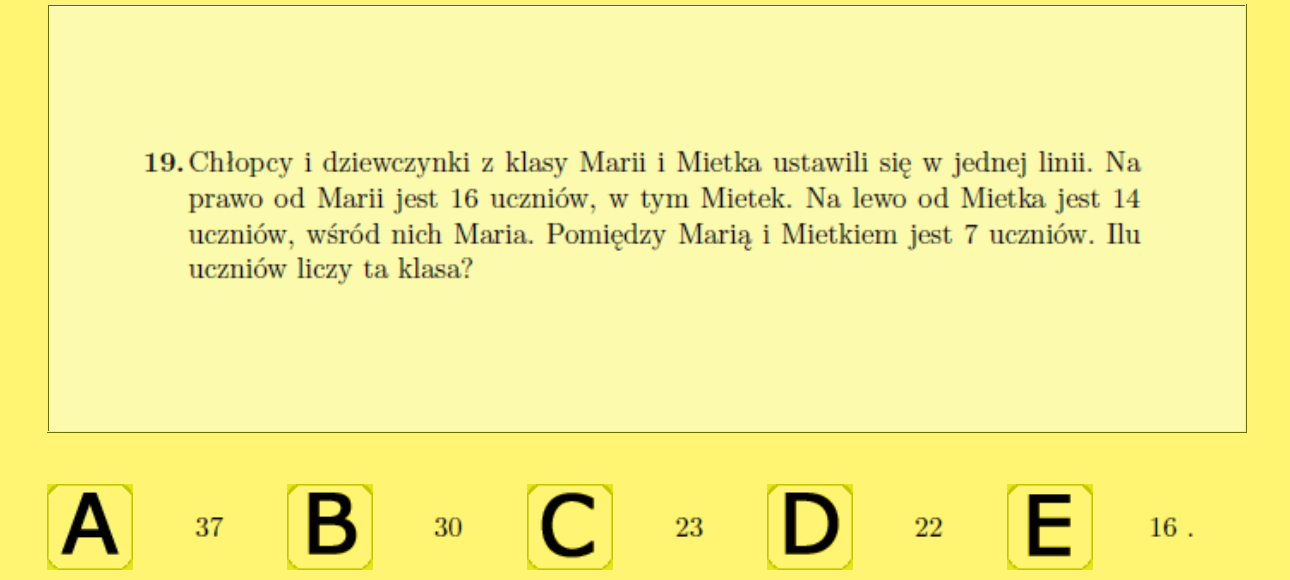 19. Chłopcy i dziewczynki z klasy Marii i Mietka ustawili się w jednej linii. Na
prawo od Marii jest 16 uczniów, w tym Mietek. Na lewo od Mietka jest 14
uczniów, wśród nich Maria. Pomiędzy Marią i Mietkiem jest 7 uczniów. Ilu
uczniów liczy ta klasa?
A 37 B 30 C 23 D 22 E 16 .